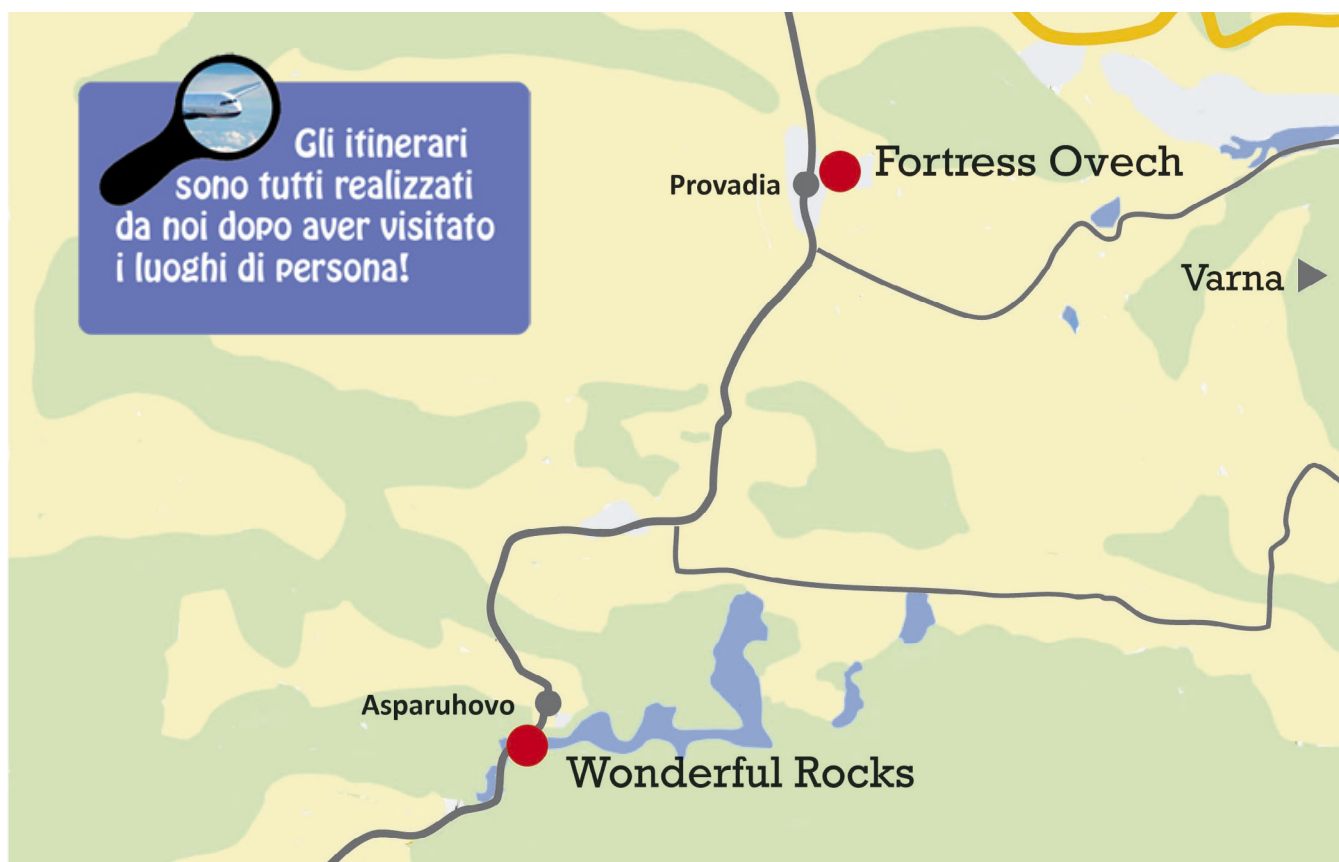 Gli itinerari
sono tutti realizzati
da noi dopo aver visitato
i luoghi di persona!
Fortress Ovech
Provadia
Varna
Asparuhovo
Wonderful Rocks